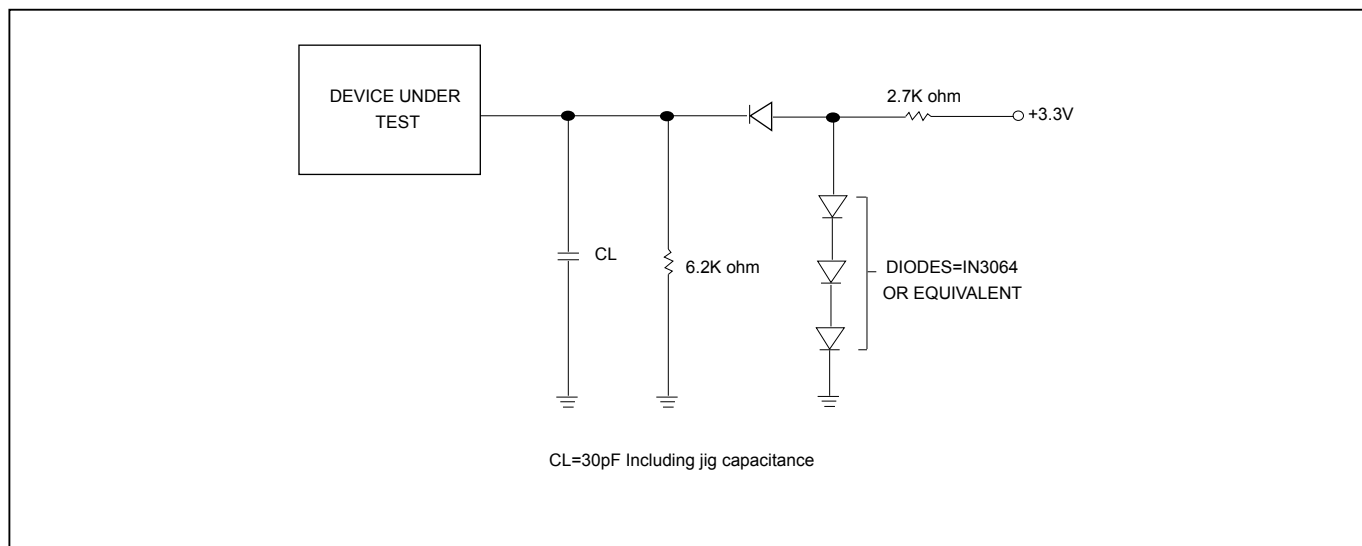 DEVICE UNDER
TEST
2.7K ohm
+3.3V
CL
6.2K ohm
DIODES=IN3064
OR EQUIVALENT
CL=30pF Including jig capacitance